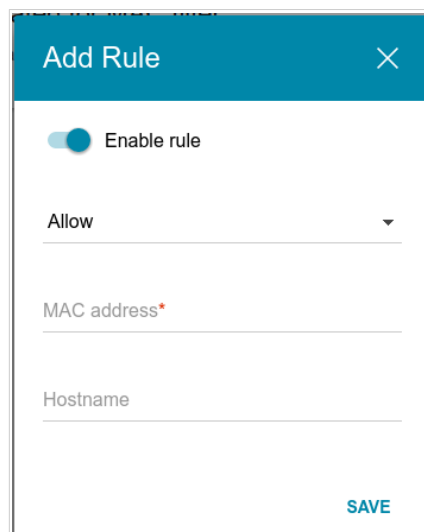 Add Rule
Enable rule
Allow
MAC address*
Hostname
SAVE